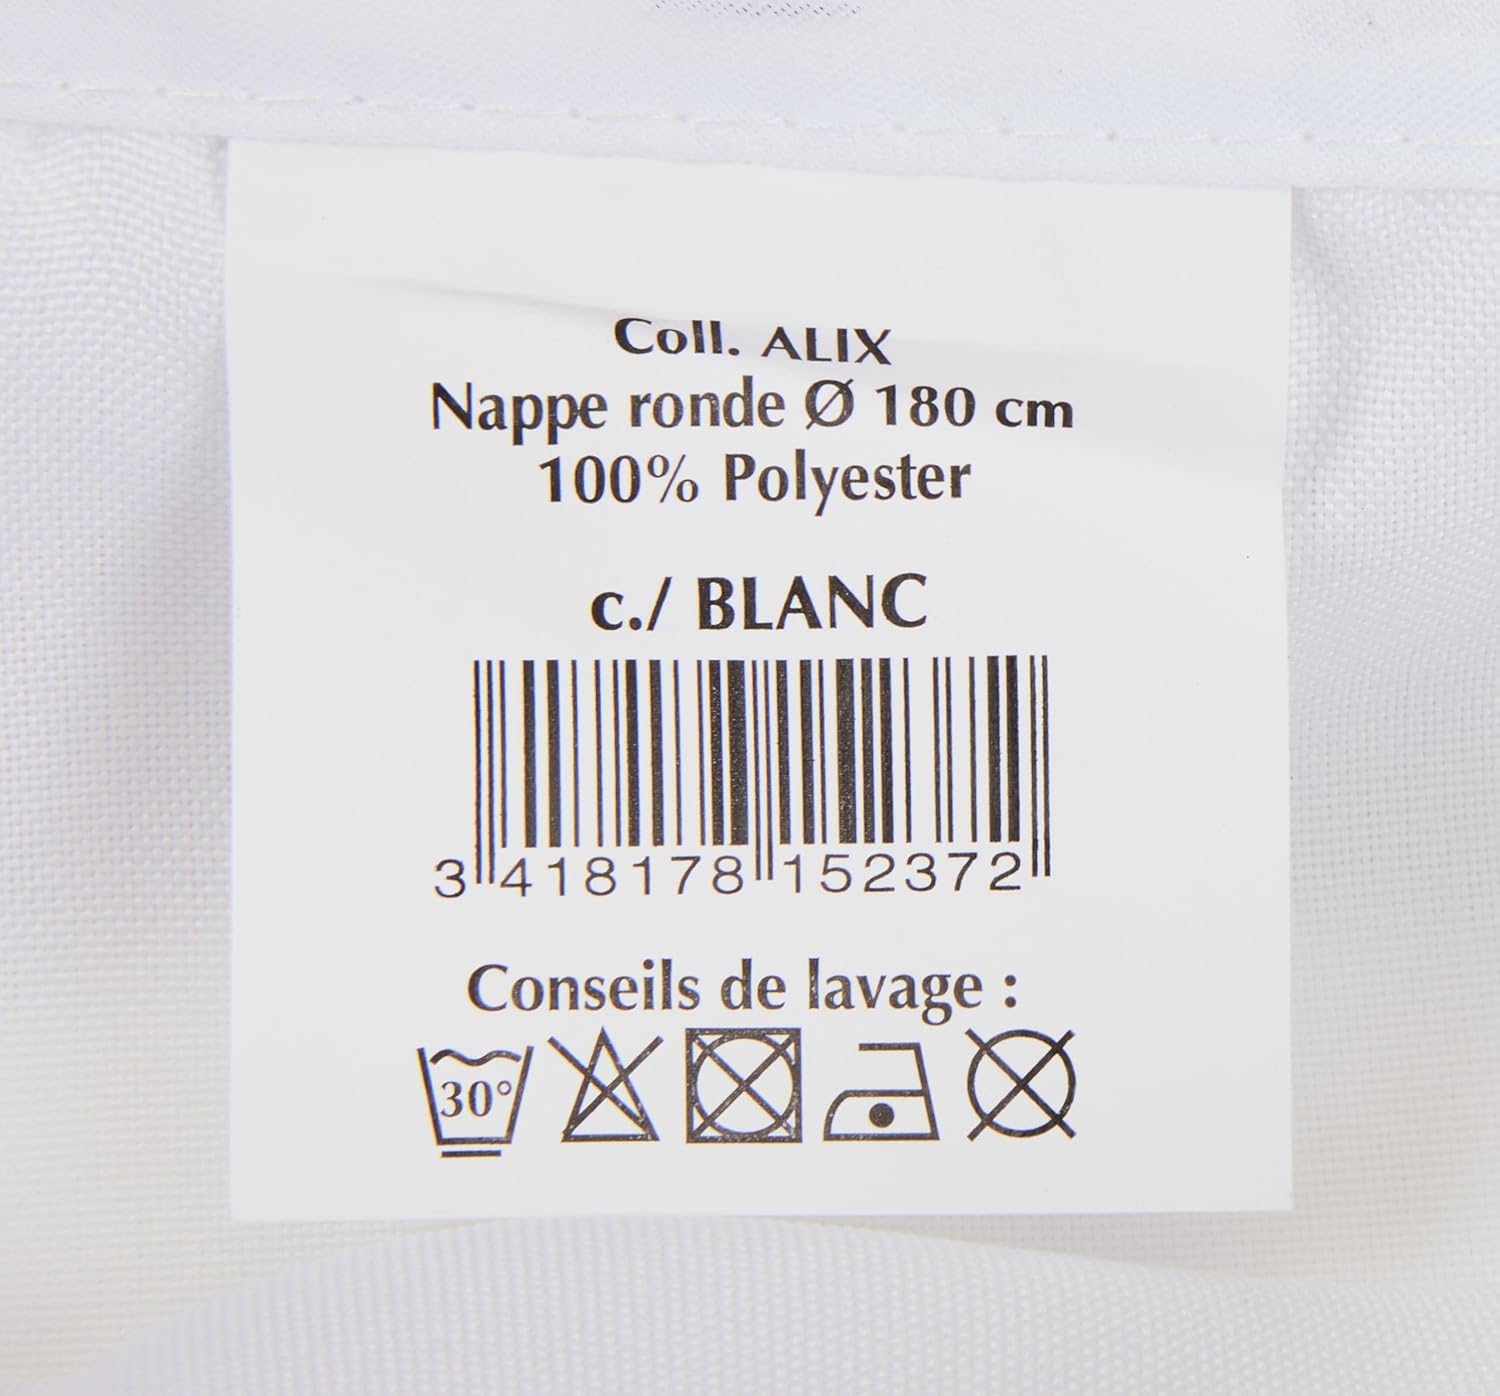 Coll. ALIX
Nappe ronde Ø 180 cm
100% Polyester
c./ BLANC
3 418178 152372
Conseils de lavage :
30°